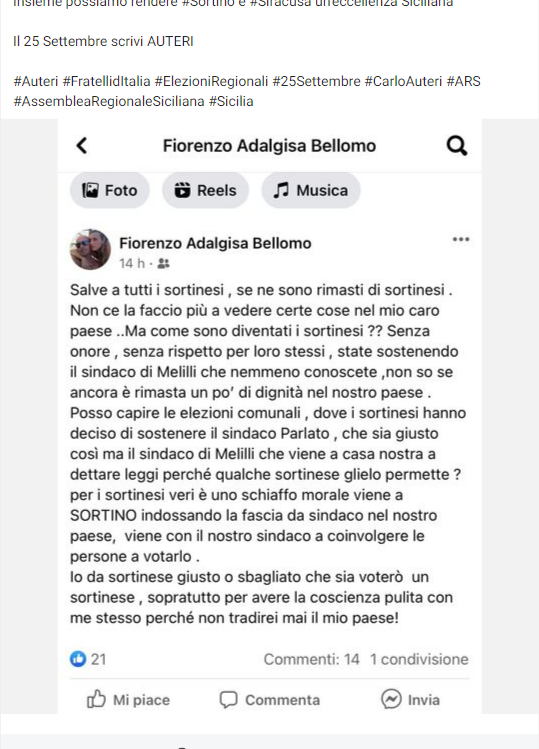 Insieme possiamo rendere #Sortino e #Siracusa un'eccellenza Siciliana
Il 25 Settembre scrivi AUTERI
#Auteri #FratellidItalia #ElezioniRegionali #25Settembre #CarloAuteri #ARS
#AssembleaRegionaleSiciliana #Sicilia
Fiorenzo Adalgisa Bellomo
Foto
Reels
Musica
Fiorenzo Adalgisa Bellomo
14 h ·
Salve a tutti i sortinesi , se ne sono rimasti di sortinesi .
Non ce la faccio più a vedere certe cose nel mio caro
paese ..Ma come sono diventati i sortinesi ?? Senza
onore , senza rispetto per loro stessi , state sostenendo
il sindaco di Melilli che nemmeno conoscete ,non so se
ancora è rimasta un po’ di dignità nel nostro paese .
Posso capire le elezioni comunali , dove i sortinesi hanno
deciso di sostenere il sindaco Parlato , che sia giusto
così ma il sindaco di Melilli che viene a casa nostra a
dettare leggi perché qualche sortinese glielo permette ?
per i sortinesi veri è uno schiaffo morale viene a
SORTINO indossando la fascia da sindaco nel nostro
paese,  viene con il nostro sindaco a coinvolgere le
persone a votarlo .
Io da sortinese giusto o sbagliato che sia voterò  un
sortinese , sopratutto per avere la coscienza pulita con
me stesso perché non tradirei mai il mio paese!
21
Commenti: 14
1 condivisione
Mi piace
Commenta
Invia